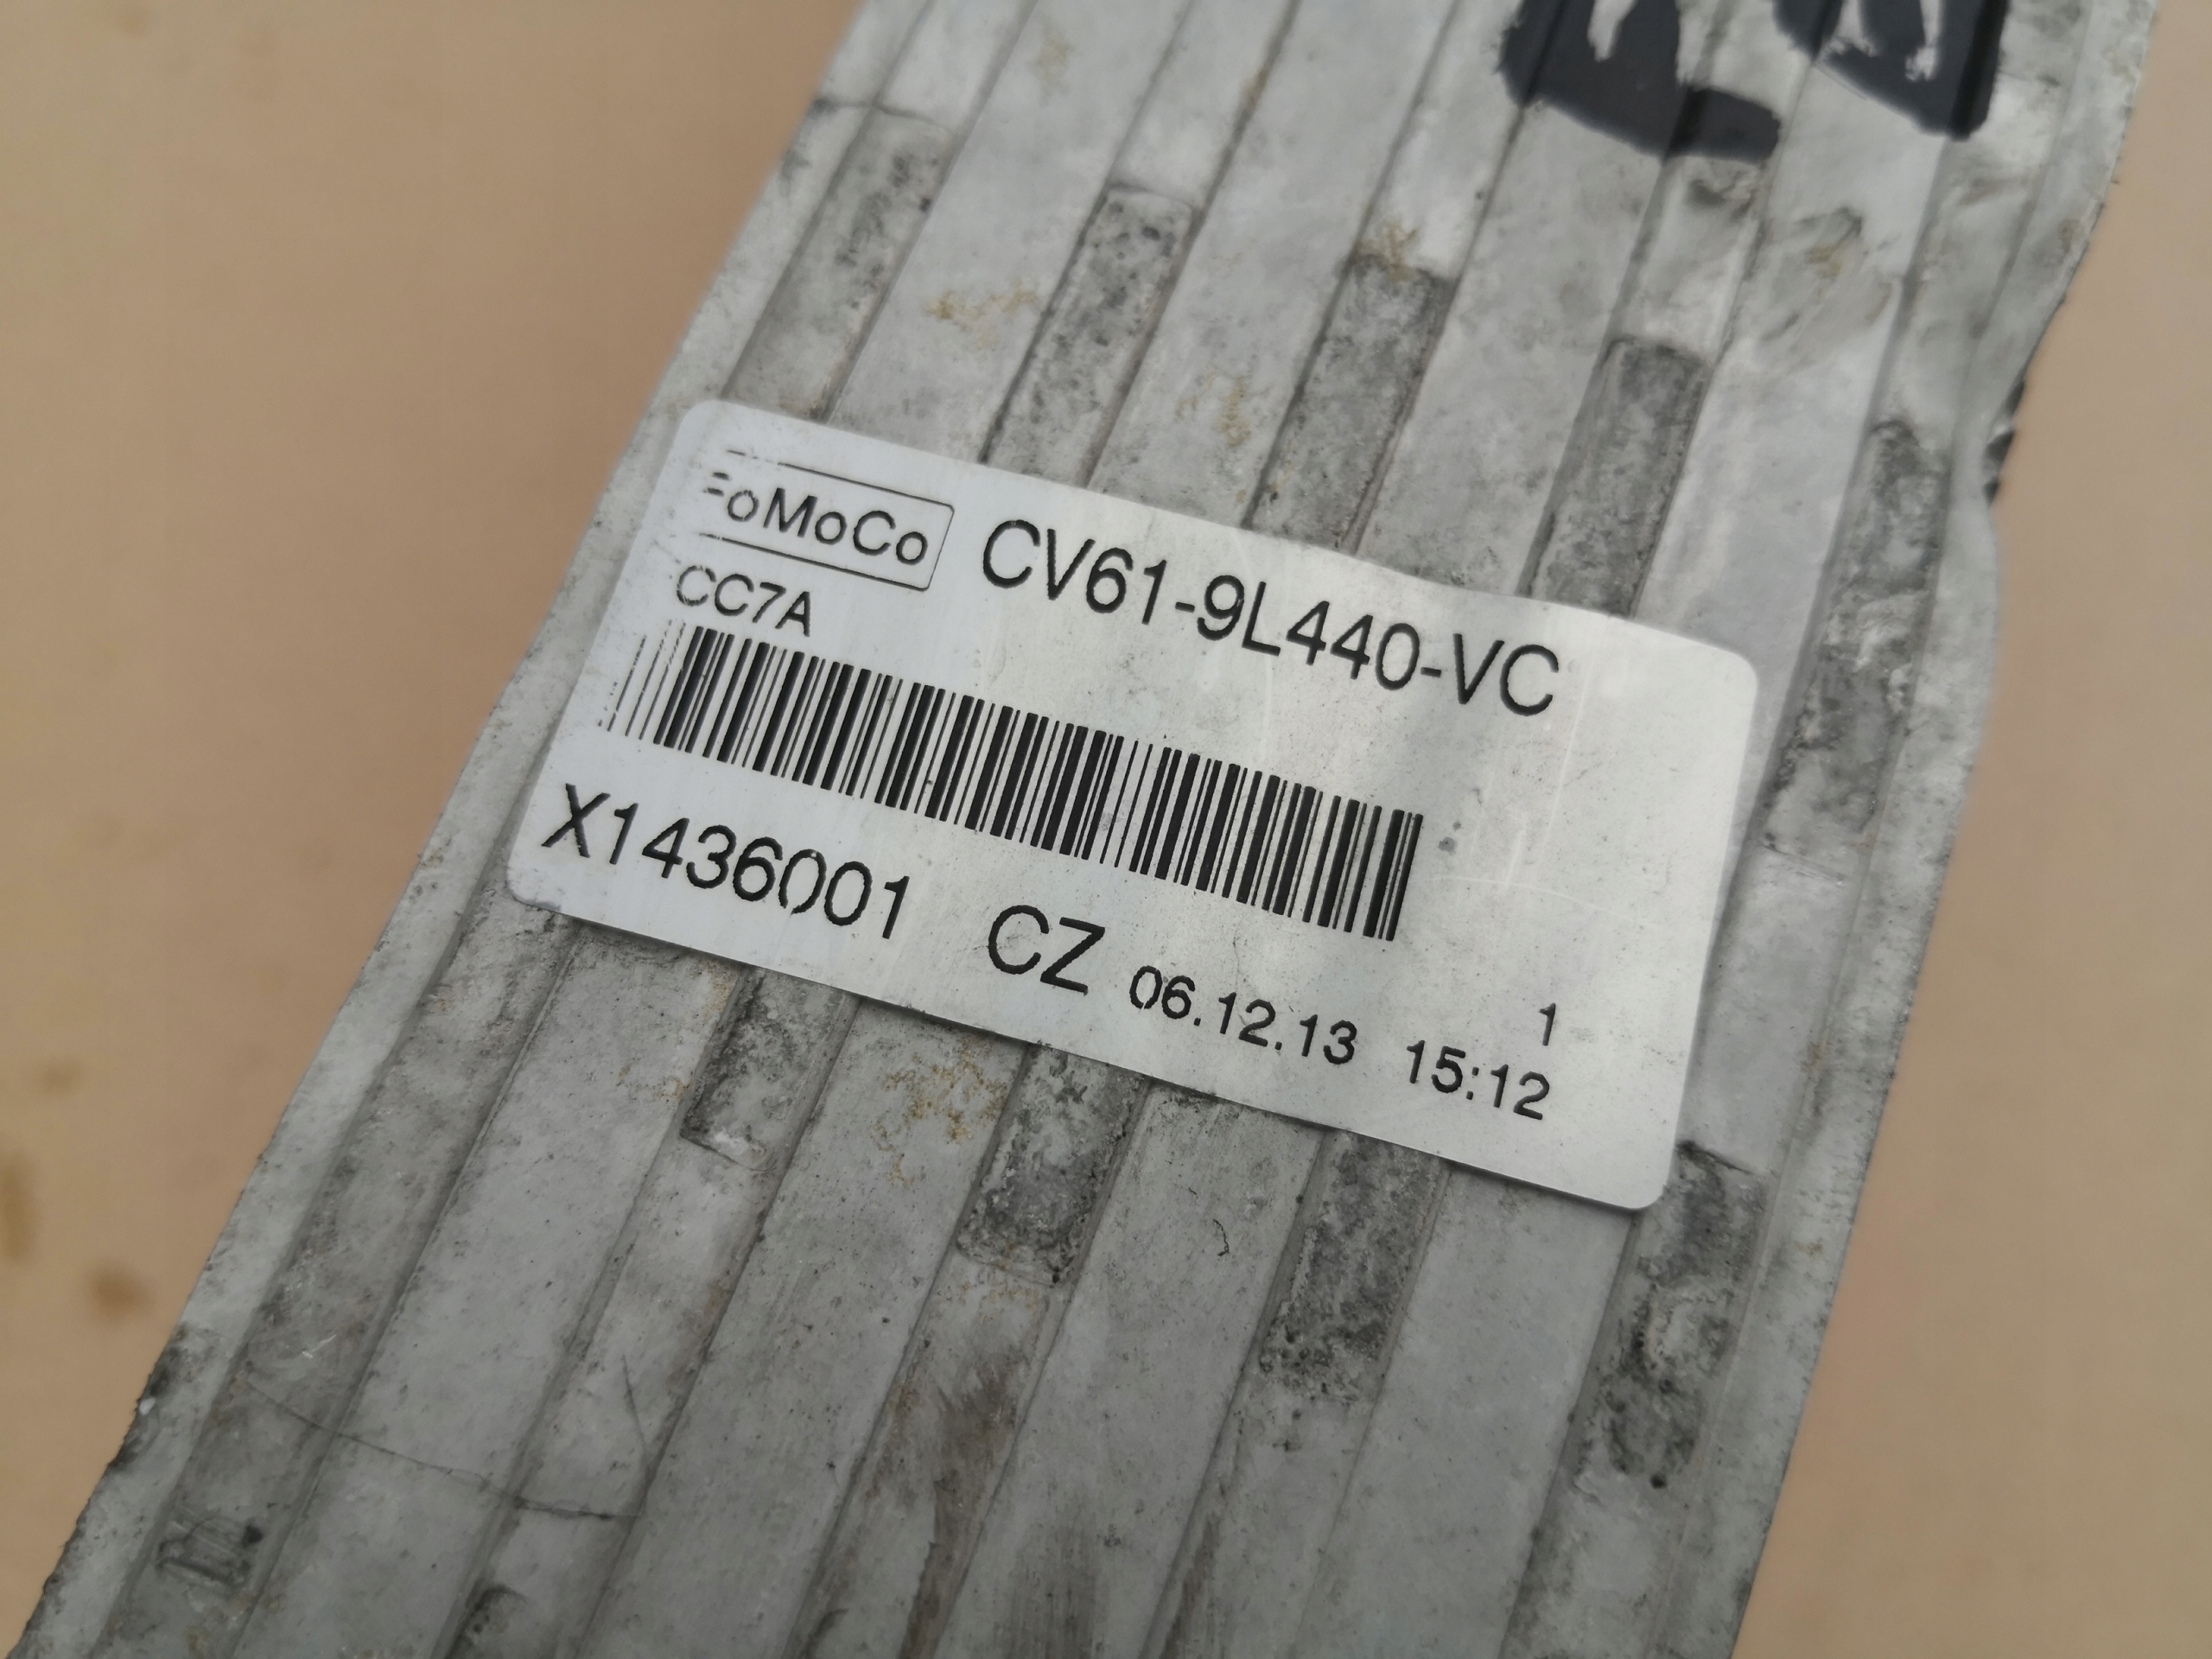 FoMoCo CV61-9L440-VC
CC7A
X1436001 CZ 06.12.13 15:12
1